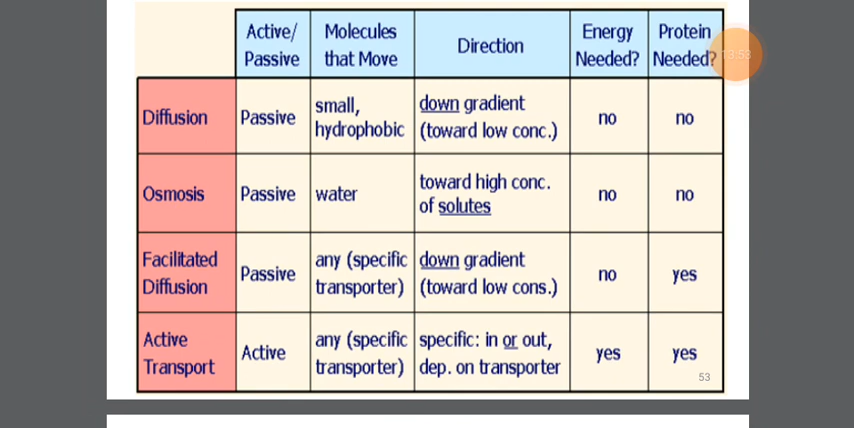 Active/
Passive
Molecules
that Move
Direction
Energy
Needed?
Protein
Needed?
13:53
Diffusion
Passive
small,
hydrophobic
down gradient
(toward low conc.)
no
no
Osmosis
Passive
water
toward high conc.
of solutes
no
no
Facilitated
Diffusion
Passive
any (specific
transporter)
down gradient
(toward low cons.)
no
yes
Active
Transport
Active
any (specific
transporter)
specific: in or out,
dep. on transporter
yes
yes
53